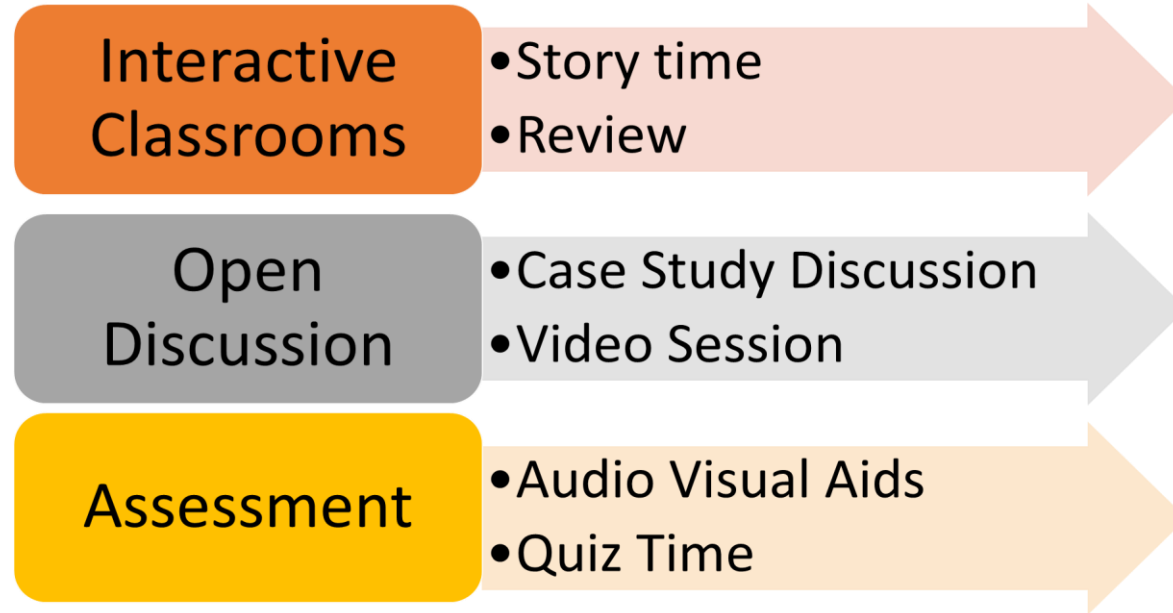 Interactive
Classrooms
•Story time
•Review
Open
Discussion
•Case Study Discussion
•Video Session
Assessment
•Audio Visual Aids
•Quiz Time